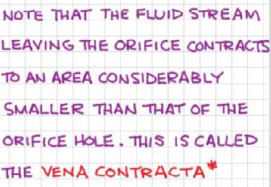 NOTE THAT THE FLUID STREAM
LEAVING THE ORIFICE CONTRACTS
TO AN AREA CONSIDERABLY
SMALLER THAN THAT OF THE
ORIFICE HOLE. THIS IS CALLED
THE VENA CONTRACTA*